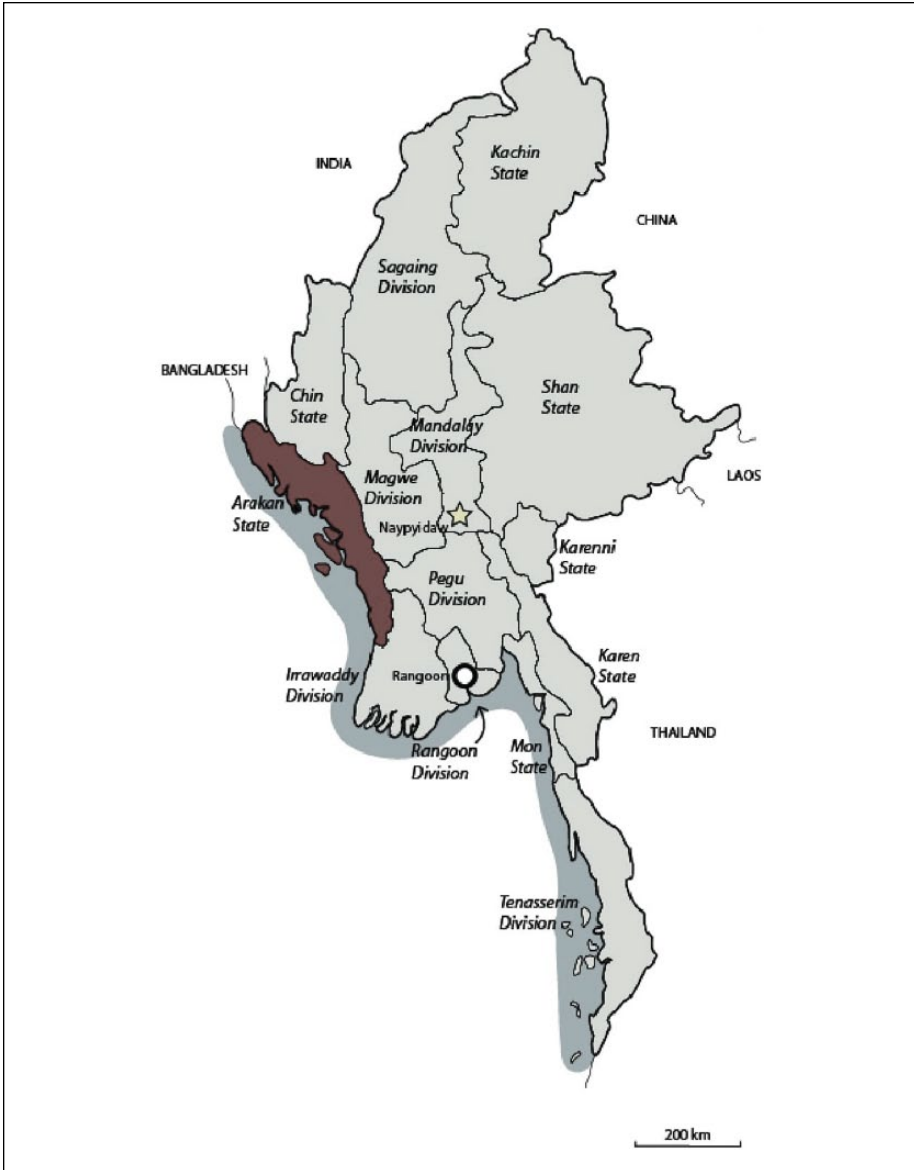 Kachin
State
INDIA
CHINA
Sagaing
Division
BANGLADESH
Chin
State
Shan
State
Mandalay
Division
LAOS
Magwe
Division
Arakan
State
Naypyidaw
Karenni
State
Pegu
Division
Karen
State
Irrawaddy
Division
Rangoon
THAILAND
Rangoon
Division
Mon
State
Tenasserim
Division
200 km